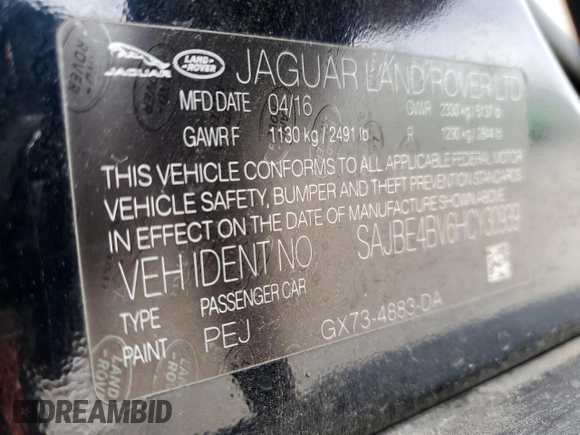 JAGUAR LAND-ROVER JAGUAR LAND ROVER LTD
MFD DATE 04/16 GVWR 2330 kg / 5137 lb
GAWR F 1130 kg / 2491 lb R 1290 kg / 2844 lb
THIS VEHICLE CONFORMS TO ALL APPLICABLE FEDERAL MOTOR
VEHICLE SAFETY, BUMPER AND THEFT PREVENTION STANDARDS
IN EFFECT ON THE DATE OF MANUFACTURE SHOWN ABOVE
VEH IDENT NO SAJBE4BV6HCY30939
TYPE PASSENGER CAR
PAINT PEJ GX73-4883-DA
DREAMBID